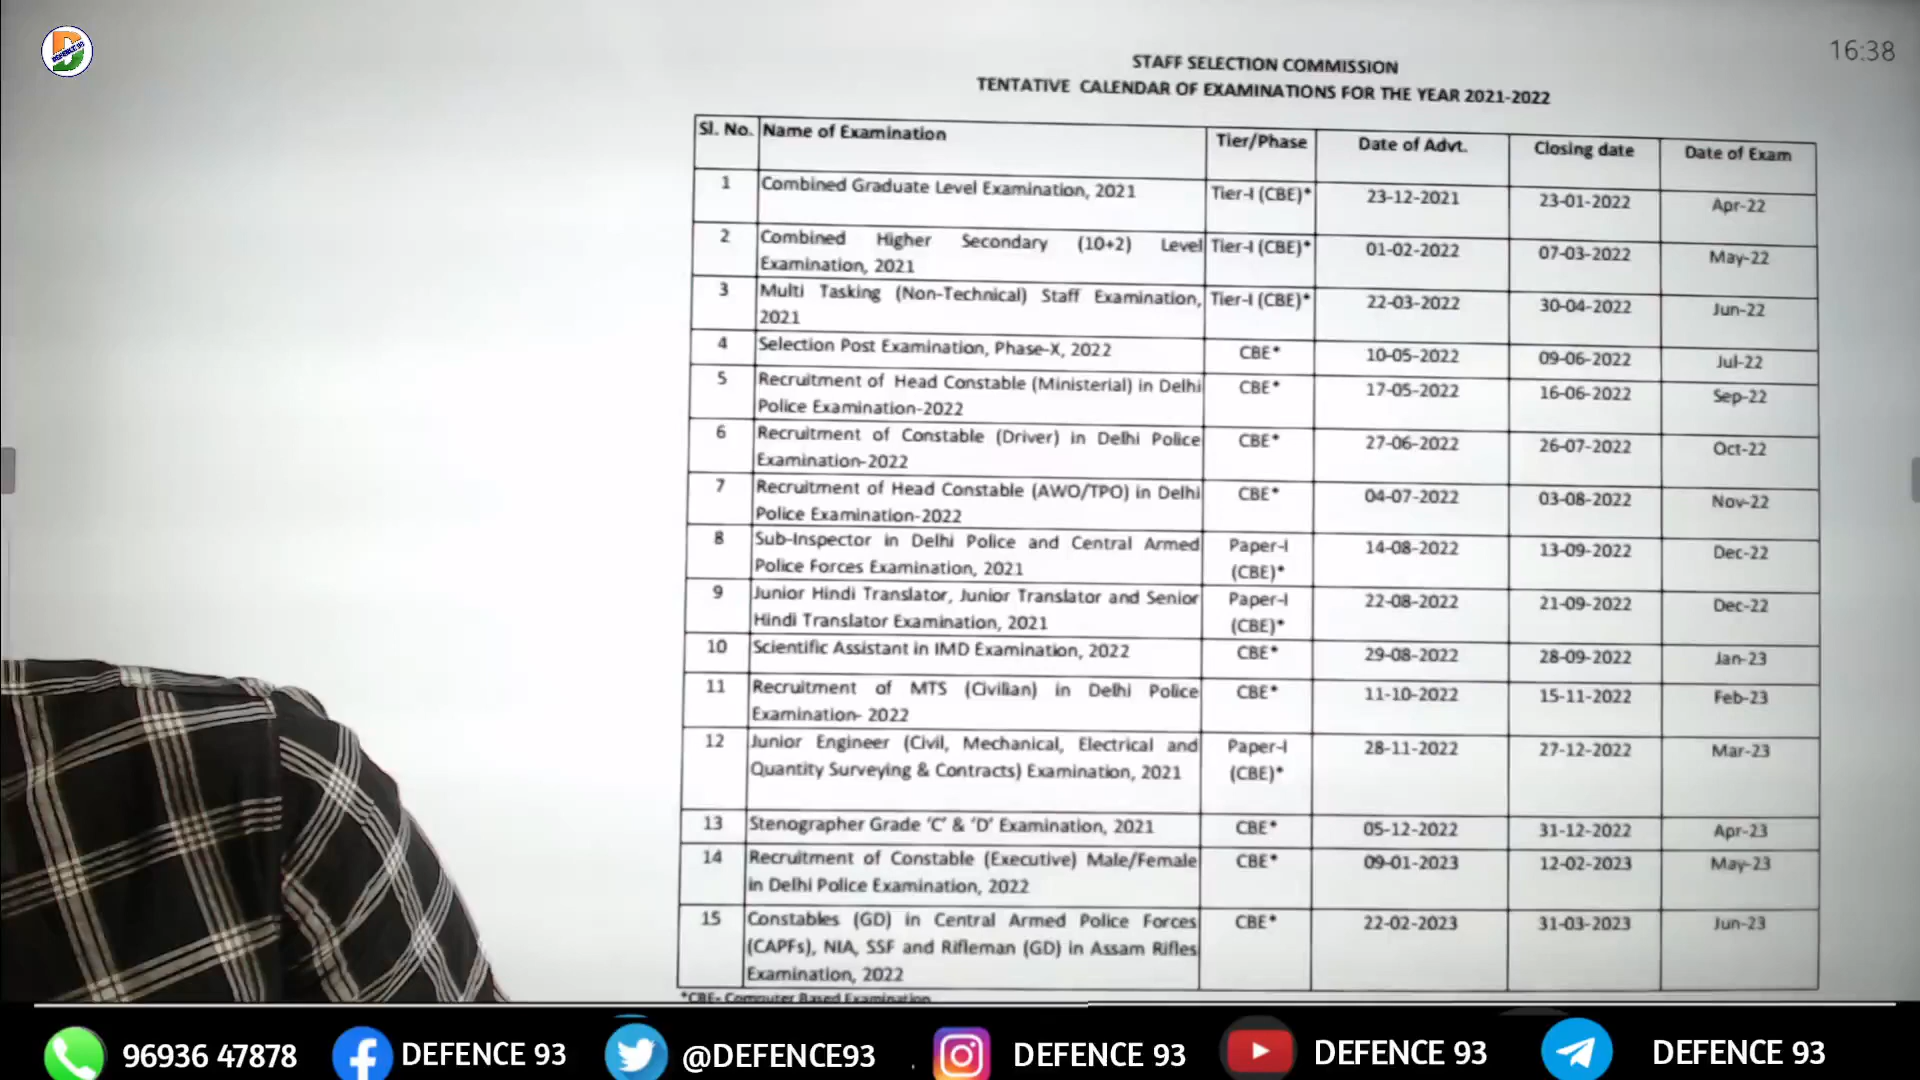 16:38
STAFF SELECTION COMMISSION
TENTATIVE CALENDAR OF EXAMINATIONS FOR THE YEAR 2021-2022
Sl. No. Name of Examination Tier/Phase Date of Advt. Closing date Date of Exam
1 Combined Graduate Level Examination, 2021 Tier-I (CBE)* 23-12-2021 23-01-2022 Apr-22
2 Combined Higher Secondary (10+2) Level Tier-I (CBE)* 01-02-2022 07-03-2022 May-22
Examination, 2021
3 Multi Tasking (Non-Technical) Staff Examination, Tier-I (CBE)* 22-03-2022 30-04-2022 Jun-22
2021
4 Selection Post Examination, Phase-X, 2022 CBE* 10-05-2022 09-06-2022 Jul-22
5 Recruitment of Head Constable (Ministerial) in Delhi CBE* 17-05-2022 16-06-2022 Sep-22
Police Examination-2022
6 Recruitment of Constable (Driver) in Delhi Police CBE* 27-06-2022 26-07-2022 Oct-22
Examination-2022
7 Recruitment of Head Constable (AWO/TPO) in Delhi CBE* 04-07-2022 03-08-2022 Nov-22
Police Examination-2022
8 Sub-Inspector in Delhi Police and Central Armed Paper-I 14-08-2022 13-09-2022 Dec-22
Police Forces Examination, 2021 (CBE)*
9 Junior Hindi Translator, Junior Translator and Senior Paper-I 22-08-2022 21-09-2022 Dec-22
Hindi Translator Examination, 2021 (CBE)*
10 Scientific Assistant in IMD Examination, 2022 CBE* 29-08-2022 28-09-2022 Jan-23
11 Recruitment of MTS (Civilian) in Delhi Police CBE* 11-10-2022 15-11-2022 Feb-23
Examination- 2022
12 Junior Engineer (Civil, Mechanical, Electrical and Paper-I 28-11-2022 27-12-2022 Mar-23
Quantity Surveying & Contracts) Examination, 2021 (CBE)*
13 Stenographer Grade ‘C’ & ‘D’ Examination, 2021 CBE* 05-12-2022 31-12-2022 Apr-23
14 Recruitment of Constable (Executive) Male/Female CBE* 09-01-2023 12-02-2023 May-23
in Delhi Police Examination, 2022
15 Constables (GD) in Central Armed Police Forces CBE* 22-02-2023 31-03-2023 Jun-23
(CAPFs), NIA, SSF and Rifleman (GD) in Assam Rifles
Examination, 2022
*CBE- Computer Based Examination
96936 47878 DEFENCE 93 @DEFENCE93 DEFENCE 93 DEFENCE 93 DEFENCE 93